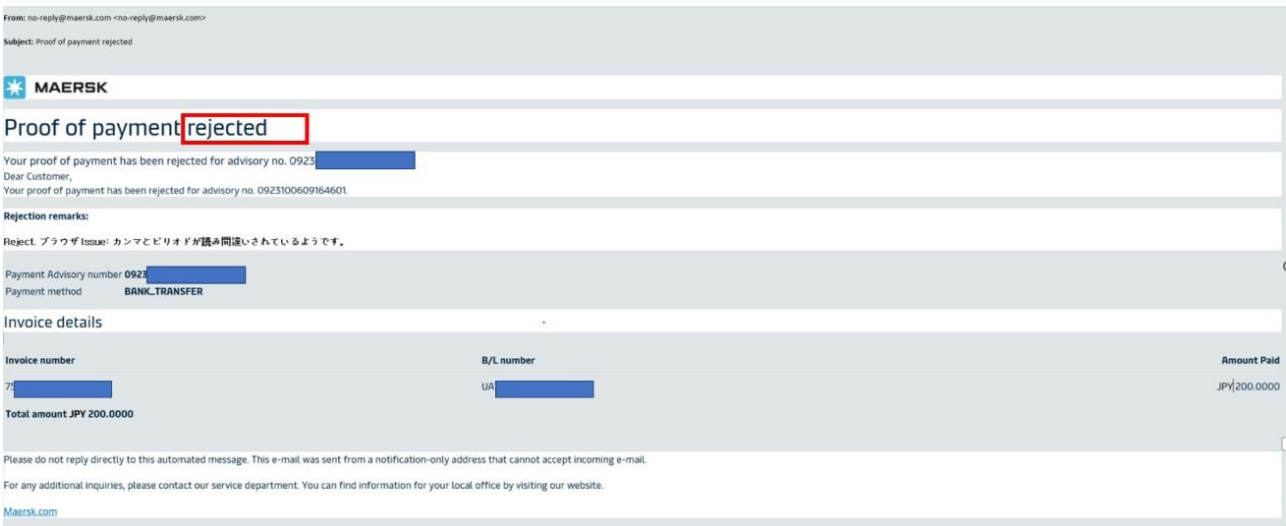 From: no-reply@maersk.com <no-reply@maersk.com>
Subject: Proof of payment rejected
MAERSK
Proof of payment rejected
Your proof of payment has been rejected for advisory no. 0923
Dear Customer,
Your proof of payment has been rejected for advisory no. 0923100609164601.
Rejection remarks:
Reject. ブラウザ Issue: カンマとピリオドが読み間違いされているようです。
Payment Advisory number 0923
Payment method BANK_TRANSFER
Invoice details
Invoice number B/L number Amount Paid
75 UA JPY 200.0000
Total amount JPY 200.0000
Please do not reply directly to this automated message. This e-mail was sent from a notification-only address that cannot accept incoming e-mail.
For any additional inquiries, please contact our service department. You can find information for your local office by visiting our website.
Maersk.com